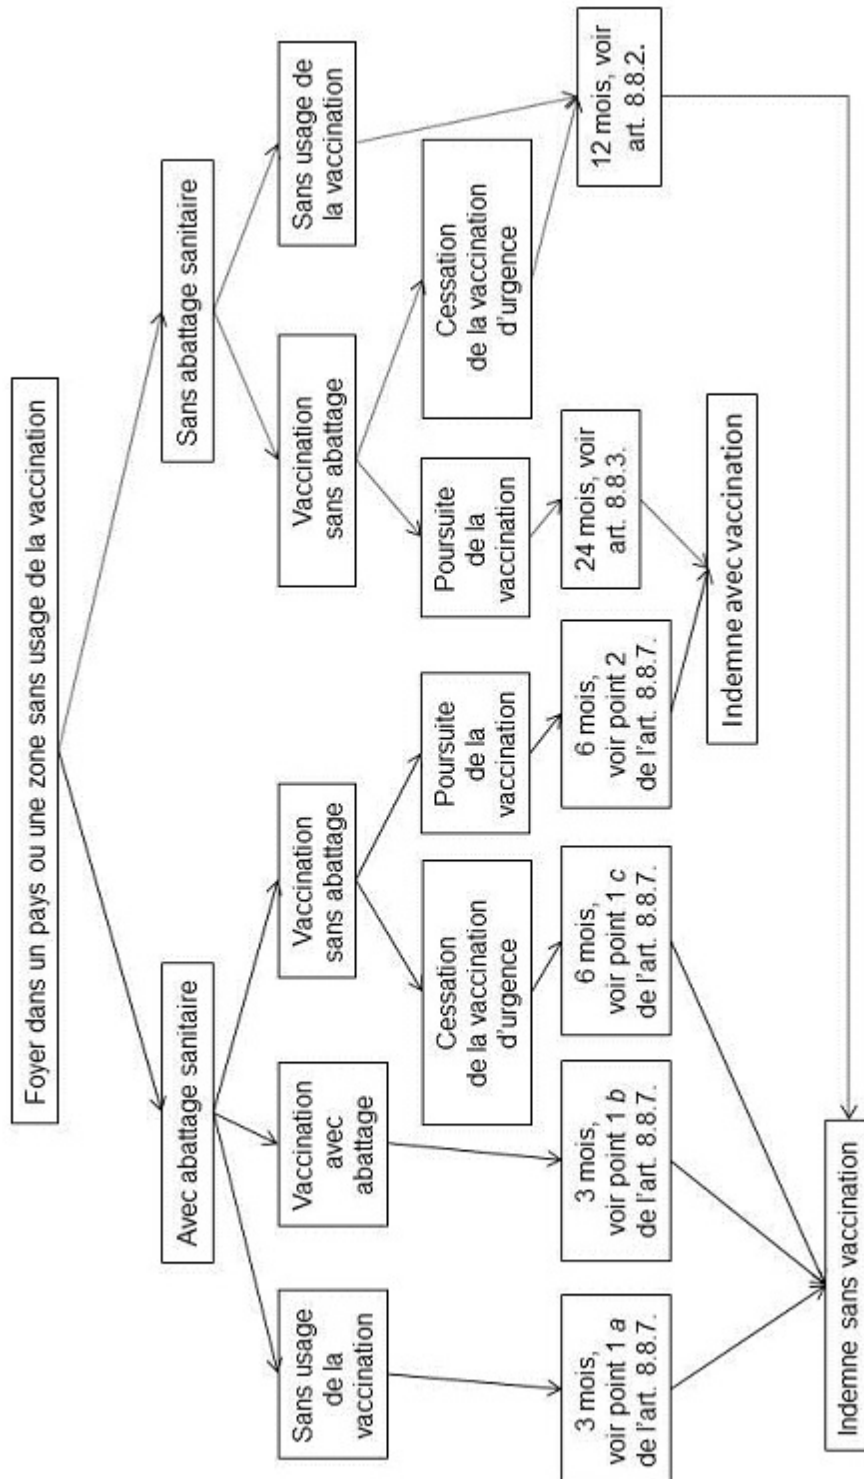 Foyer dans un pays ou une zone sans usage de la vaccination
Avec abattage sanitaire
Sans abattage sanitaire
Sans usage
de la
vaccination
Vaccination
avec
abattage
Vaccination
sans abattage
Vaccination
sans abattage
Sans usage de
la vaccination
Cessation
de la vaccination
d'urgence
Poursuite
de la
vaccination
Poursuite
de la
vaccination
Cessation
de la vaccination
d'urgence
3 mois,
voir point 1 a
de l'art. 8.8.7.
3 mois,
voir point 1 b
de l'art. 8.8.7.
6 mois,
voir point 1 c
de l'art. 8.8.7.
6 mois,
voir point 2
de l'art. 8.8.7.
24 mois, voir
art. 8.8.3.
12 mois, voir
art. 8.8.2.
Indemne avec vaccination
Indemne sans vaccination